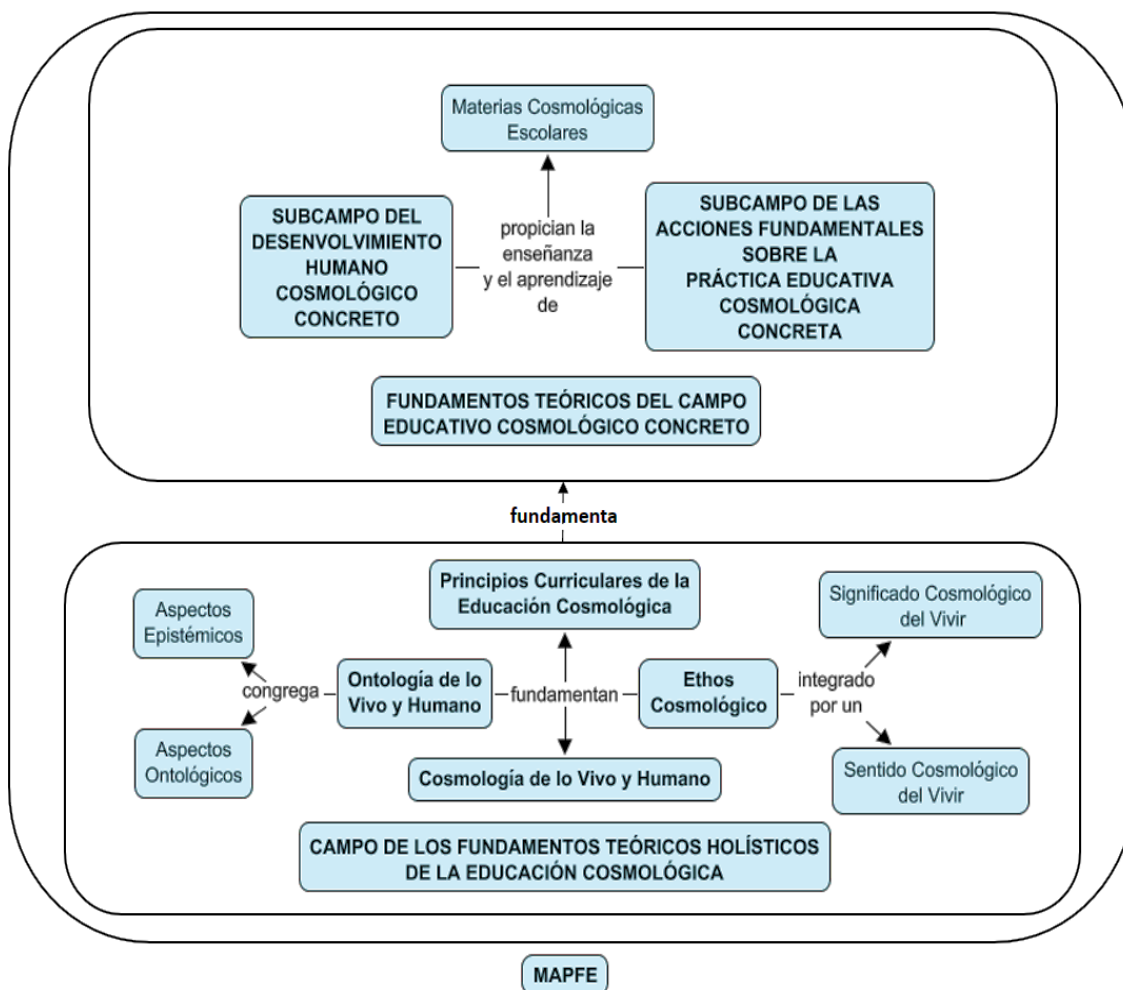 Materias Cosmológicas
Escolares
SUBCAMPO DEL
DESENVOLVIMIENTO
HUMANO
COSMOLÓGICO
CONCRETO
propician la
enseñanza
y el aprendizaje
de
SUBCAMPO DE LAS
ACCIONES FUNDAMENTALES
SOBRE LA
PRÁCTICA EDUCATIVA
COSMOLÓGICA
CONCRETA
FUNDAMENTOS TEÓRICOS DEL CAMPO
EDUCATIVO COSMOLÓGICO CONCRETO
fundamenta
Principios Curriculares de la
Educación Cosmológica
Aspectos
Epistémicos
Significado Cosmológico
del Vivir
congrega
Ontología de lo
Vivo y Humano
fundamentan
Ethos
Cosmológico
integrado
por un
Aspectos
Ontológicos
Cosmología de lo Vivo y Humano
Sentido Cosmológico
del Vivir
CAMPO DE LOS FUNDAMENTOS TEÓRICOS HOLÍSTICOS
DE LA EDUCACIÓN COSMOLÓGICA
MAPFE